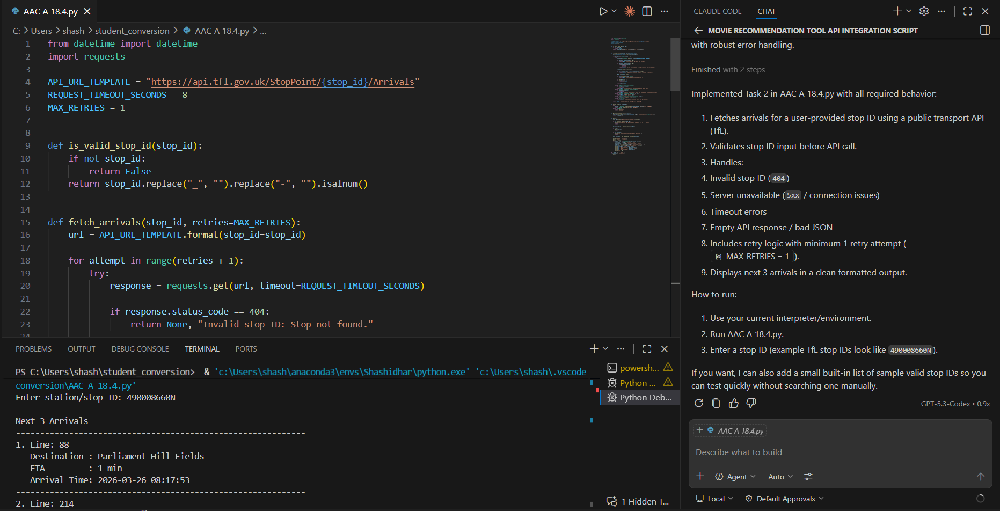 AAC A 18.4.py
C: > Users > shash > student_conversion > AAC A 18.4.py > ...
1 from datetime import datetime
2 import requests
3
4 API_URL_TEMPLATE = "https://api.tfl.gov.uk/StopPoint/{stop_id}/Arrivals"
5 REQUEST_TIMEOUT_SECONDS = 8
6 MAX_RETRIES = 1
7
8
9 def is_valid_stop_id(stop_id):
10 if not stop_id:
11 return False
12 return stop_id.replace("_", "").replace("-", "").isalnum()
13
14
15 def fetch_arrivals(stop_id, retries=MAX_RETRIES):
16 url = API_URL_TEMPLATE.format(stop_id=stop_id)
17
18 for attempt in range(retries + 1):
19 try:
20 response = requests.get(url, timeout=REQUEST_TIMEOUT_SECONDS)
21
22 if response.status_code == 404:
23 return None, "Invalid stop ID: Stop not found."
24
PROBLEMS OUTPUT DEBUG CONSOLE TERMINAL PORTS
PS C:\Users\shash\student_conversion> & 'c:\Users\shash\anaconda3\envs\Shashidhar\python.exe' 'c:\Users\shash\.vscode
conversion\AAC A 18.4.py'
Enter station/stop ID: 490008660N
Next 3 Arrivals
------------------------------------------------------------
1. Line: 88
Destination : Parliament Hill Fields
ETA : 1 min
Arrival Time: 2026-03-26 08:17:53
------------------------------------------------------------
2. Line: 214
powersh...
Python ...
Python Deb...
1 Hidden T...
CLAUDE CODE CHAT
MOVIE RECOMMENDATION TOOL API INTEGRATION SCRIPT
with robust error handling.
Finished with 2 steps
Implemented Task 2 in AAC A 18.4.py with all required behavior:
1. Fetches arrivals for a user-provided stop ID using a public transport API
(TfL).
2. Validates stop ID input before API call.
3. Handles:
4. Invalid stop ID (404)
5. Server unavailable (5xx / connection issues)
6. Timeout errors
7. Empty API response / bad JSON
8. Includes retry logic with minimum 1 retry attempt (
MAX_RETRIES = 1 ).
9. Displays next 3 arrivals in a clean formatted output.
How to run:
1. Use your current interpreter/environment.
2. Run AAC A 18.4.py.
3. Enter a stop ID (example TfL stop IDs look like 490008660N).
If you want, I can also add a small built-in list of sample valid stop IDs so you
can test quickly without searching one manually.
GPT-5.3-Codex • 0.9x
AAC A 18.4.py
Describe what to build
Agent Auto
Local Default Approvals